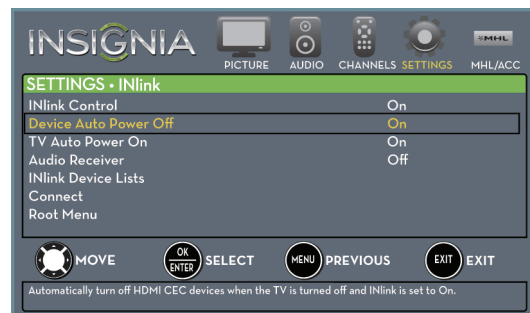 INSIGNIA
PICTURE AUDIO CHANNELS SETTINGS MHL/ACC
MHL
SETTINGS • INlink
INlink Control On
Device Auto Power Off On
TV Auto Power On On
Audio Receiver Off
INlink Device Lists
Connect
Root Menu
MOVE OK ENTER SELECT MENU PREVIOUS EXIT EXIT
Automatically turn off HDMI CEC devices when the TV is turned off and INlink is set to On.